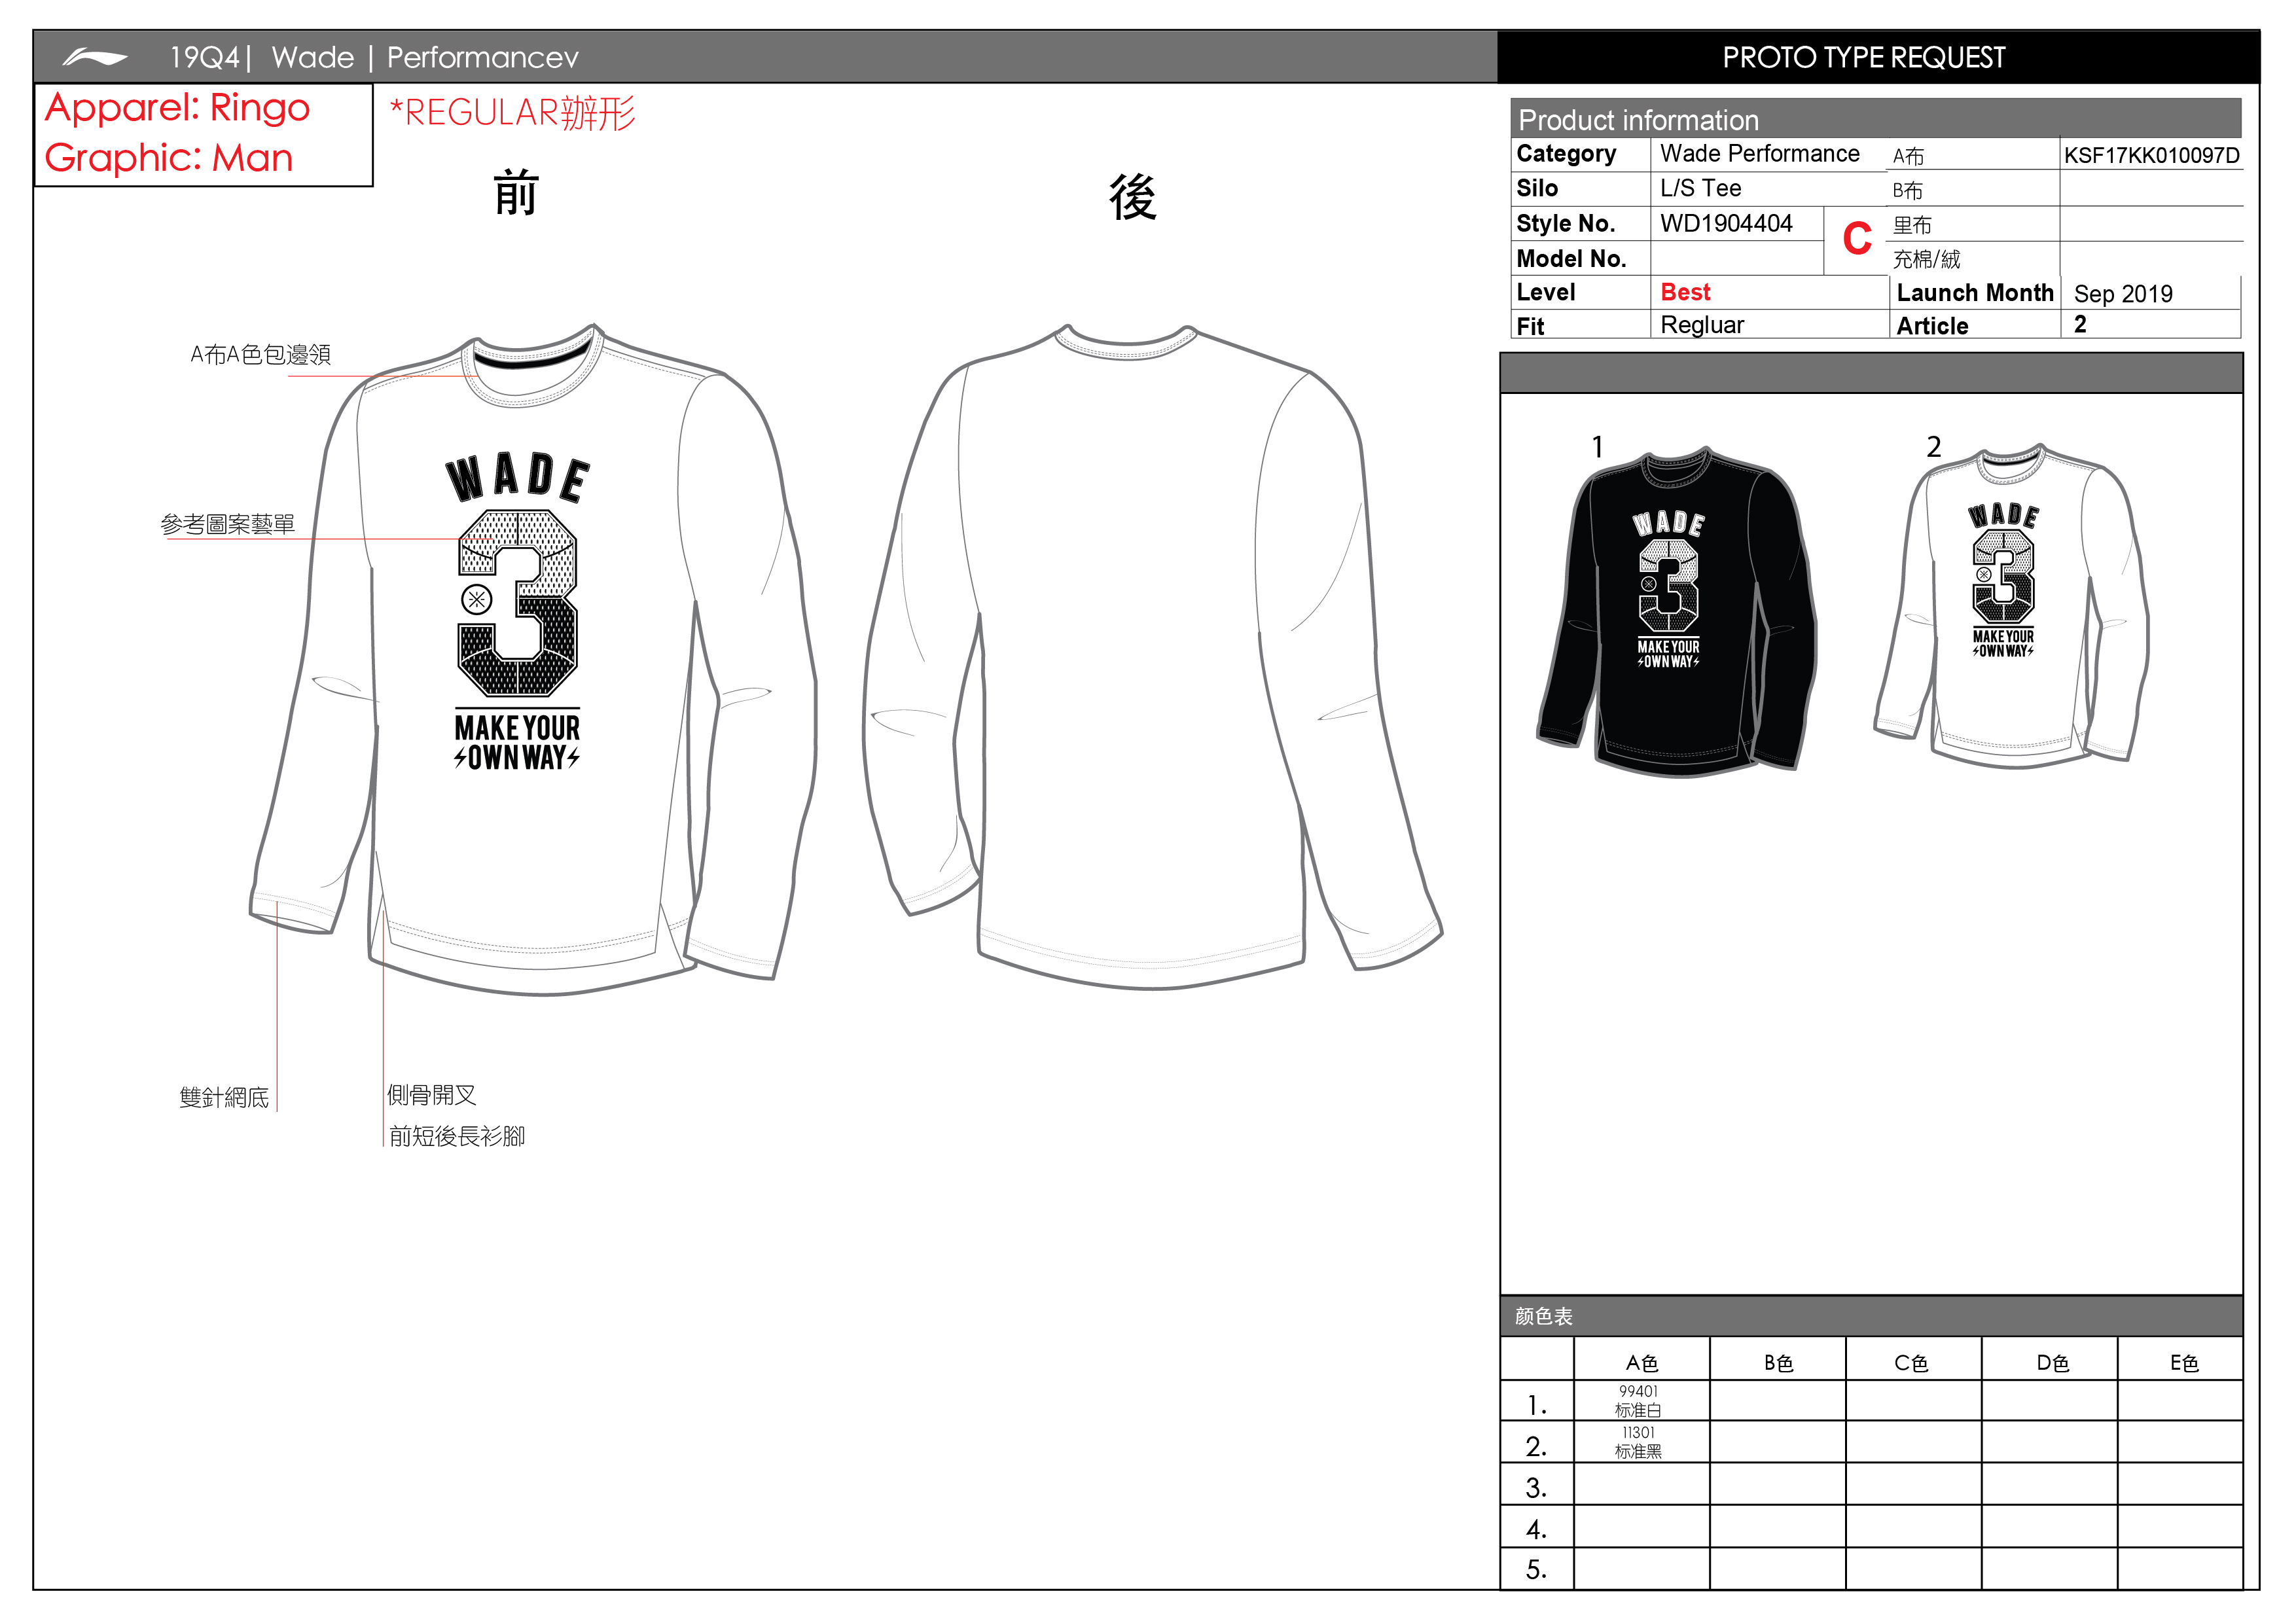 19Q4| Wade | Performancev
PROTO TYPE REQUEST
Apparel: Ringo
Graphic: Man
*REGULAR辦形
前
後
A布A色包邊領
參考圖案藝單
WADE
3
MAKE YOUR
OWN WAY
雙針網底
側骨開叉
前短後長衫腳
Product information
Category Wade Performance A布 KSF17KK010097D
Silo L/S Tee B布
Style No. WD1904404 C 里布
Model No. 充棉/絨
Level Best Launch Month Sep 2019
Fit Regluar Article 2
1
WADE
3
MAKE YOUR
OWN WAY
2
WADE
3
MAKE YOUR
OWN WAY
颜色表
A色 B色 C色 D色 E色
1. 99401
标准白
2. 11301
标准黑
3.
4.
5.